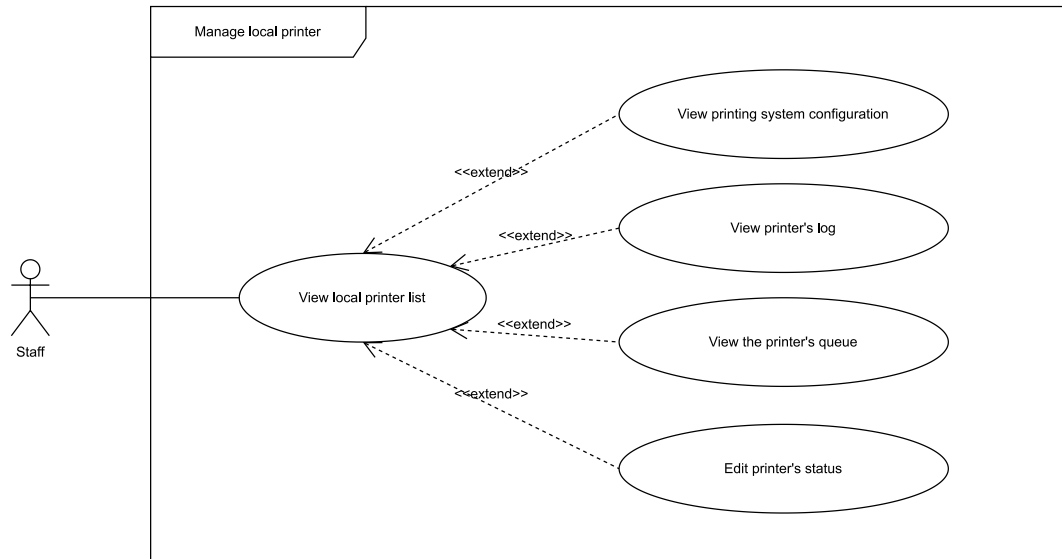 Manage local printer
View printing system configuration
<<extend>>
View printer's log
<<extend>>
View local printer list
Staff
<<extend>>
View the printer's queue
<<extend>>
Edit printer's status